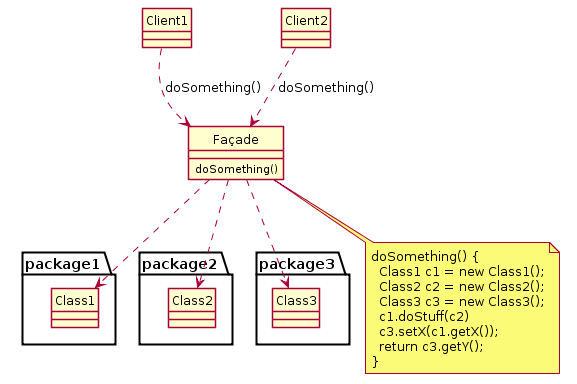 Client1
Client2
doSomething()
doSomething()
Façade
doSomething()
package1
package2
package3
Class1
Class2
Class3
doSomething() {
  Class1 c1 = new Class1();
  Class2 c2 = new Class2();
  Class3 c3 = new Class3();
  c1.doStuff(c2)
  c3.setX(c1.getX());
  return c3.getY();
}